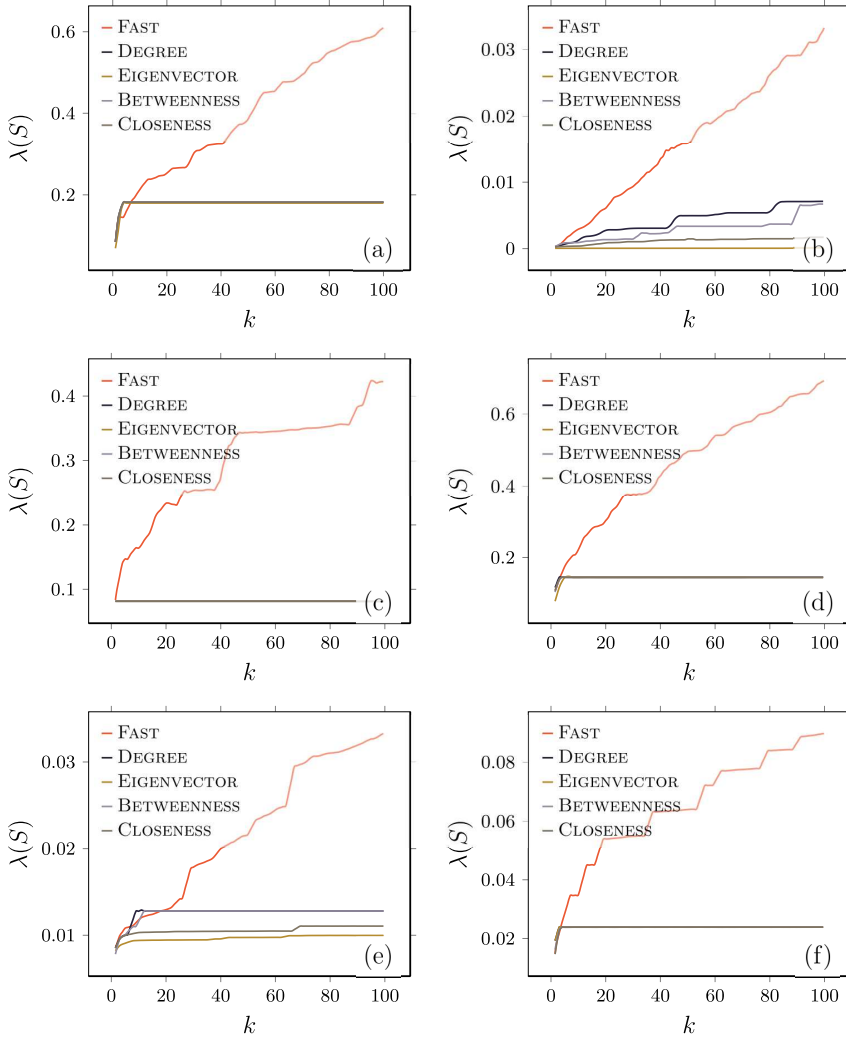 0.6
0.4
0.2
λ(S)
FAST
DEGREE
EIGENVECTOR
BETWEENNESS
CLOSENESS
(a)
0 20 40 60 80 100
k
0.03
0.02
0.01
0
λ(S)
FAST
DEGREE
EIGENVECTOR
BETWEENNESS
CLOSENESS
(b)
0 20 40 60 80 100
k
0.4
0.3
0.2
0.1
λ(S)
FAST
DEGREE
EIGENVECTOR
BETWEENNESS
CLOSENESS
(c)
0 20 40 60 80 100
k
0.6
0.4
0.2
λ(S)
FAST
DEGREE
EIGENVECTOR
BETWEENNESS
CLOSENESS
(d)
0 20 40 60 80 100
k
0.03
0.02
0.01
λ(S)
FAST
DEGREE
EIGENVECTOR
BETWEENNESS
CLOSENESS
(e)
0 20 40 60 80 100
k
0.08
0.06
0.04
0.02
λ(S)
FAST
DEGREE
EIGENVECTOR
BETWEENNESS
CLOSENESS
(f)
0 20 40 60 80 100
k